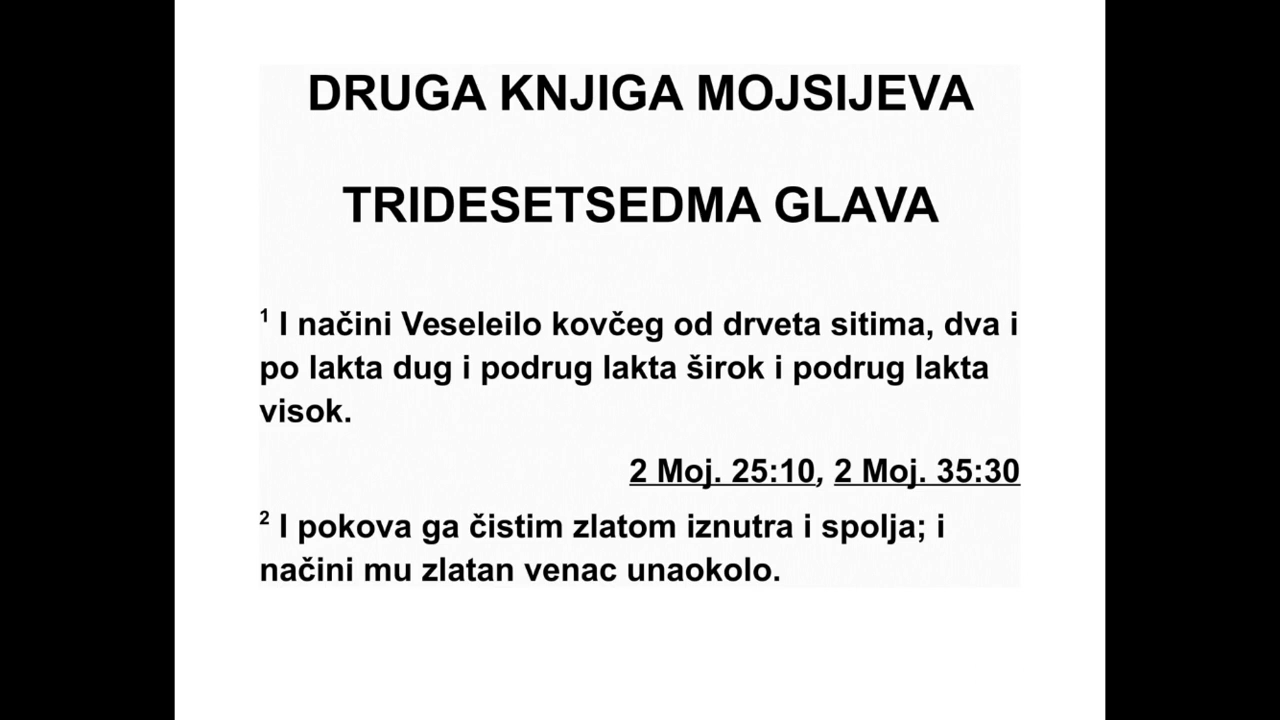 DRUGA KNJIGA MOJSIJEVA
TRIDESETSEDMA GLAVA
1 I načini Veseleilo kovčeg od drveta sitima, dva i
po lakta dug i podrug lakta širok i podrug lakta
visok.
2 Moj. 25:10, 2 Moj. 35:30
2 I pokova ga čistim zlatom iznutra i spolja; i
načini mu zlatan venac unaokolo.